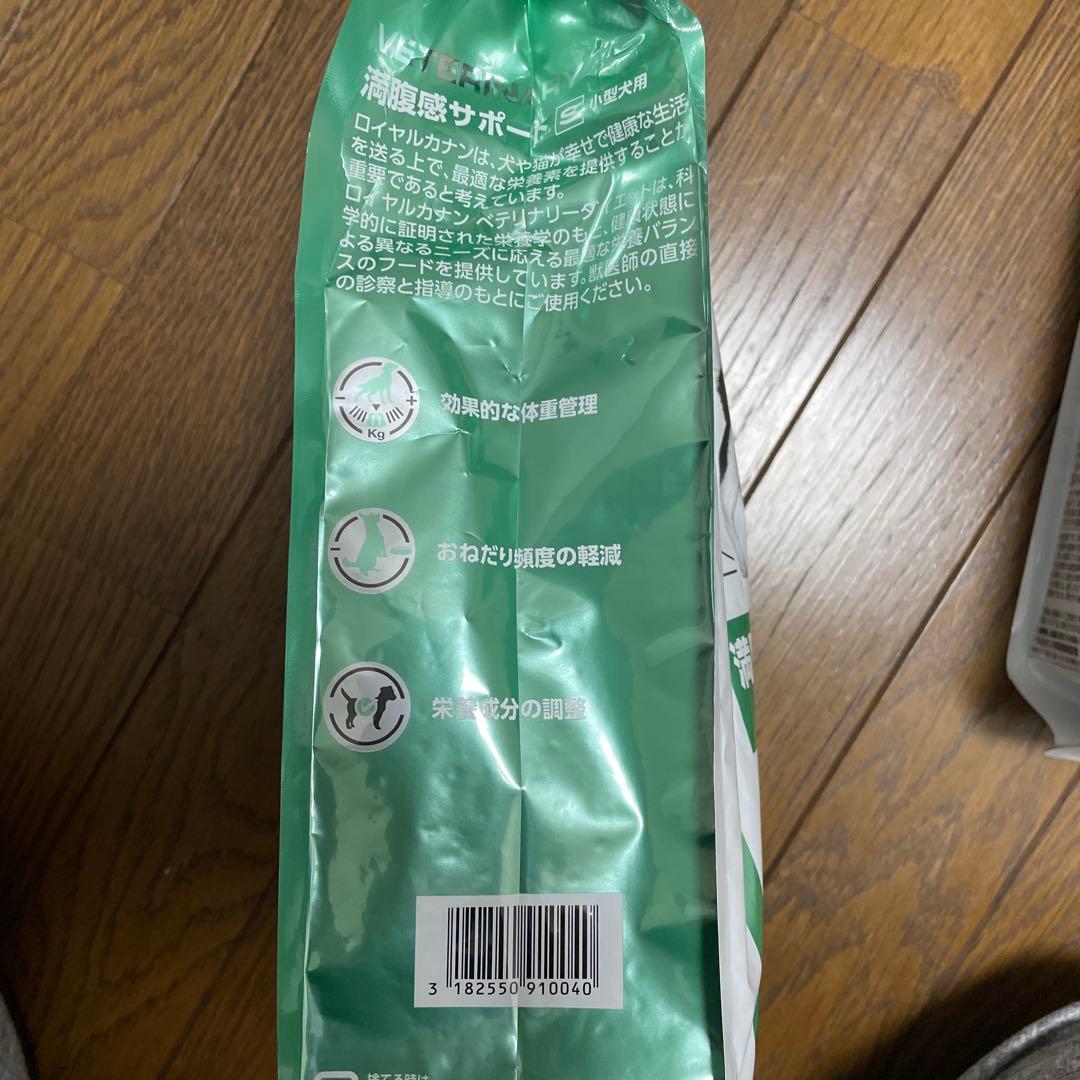 VETERINA
満腹感サポート S 小型犬用
ロイヤルカナンは、犬や猫が幸せで健康な生活
を送る上で、最適な栄養素を提供することが
重要であると考えています。
ロイヤルカナン ベテリナリーダイエットは、科
学的に証明された栄養学のもと、健康状態に
よる異なるニーズに応える最適な栄養バラン
スのフードを提供しています。獣医師の直接
の診察と指導のもとにご使用ください。
- +
Kg
効果的な体重管理
おねだり頻度の軽減
栄養成分の調整
3 182550 910040
捨てる時は
満